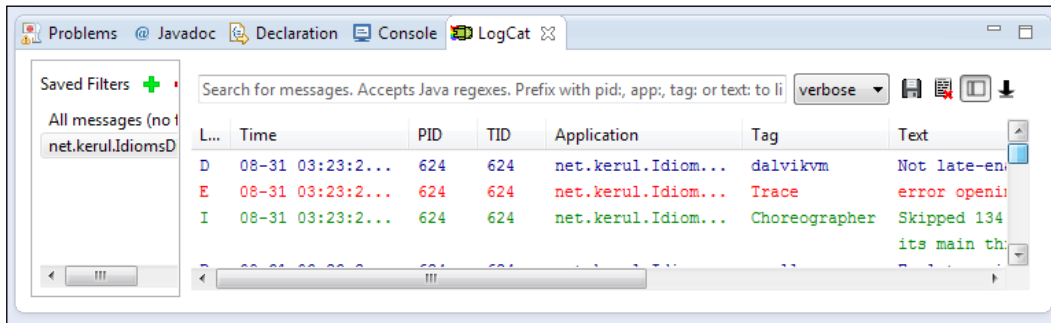 Problems @ Javadoc Declaration Console LogCat
Saved Filters
Search for messages. Accepts Java regexes. Prefix with pid:, app:, tag: or text: to li verbose
All messages (no f
net.kerul.IdiomsD
L... Time PID TID Application Tag Text
D 08-31 03:23:2... 624 624 net.kerul.Idiom... dalvikvm Not late-en
E 08-31 03:23:2... 624 624 net.kerul.Idiom... Trace error openi
I 08-31 03:23:2... 624 624 net.kerul.Idiom... Choreographer Skipped 134
its main th